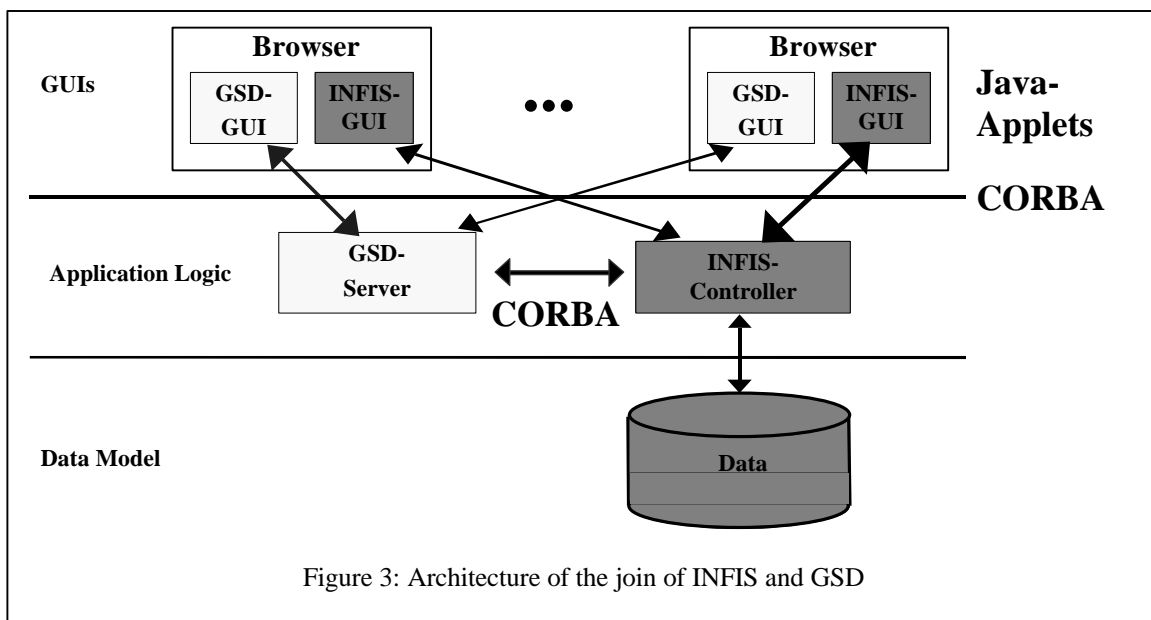 Browser
Browser
GUIs
GSD-
GUI
INFIS-
GUI
•••
GSD-
GUI
INFIS-
GUI
Java-
Applets
CORBA
Application Logic
GSD-
Server
CORBA
INFIS-
Controller
Data Model
Data
Figure 3: Architecture of the join of INFIS and GSD